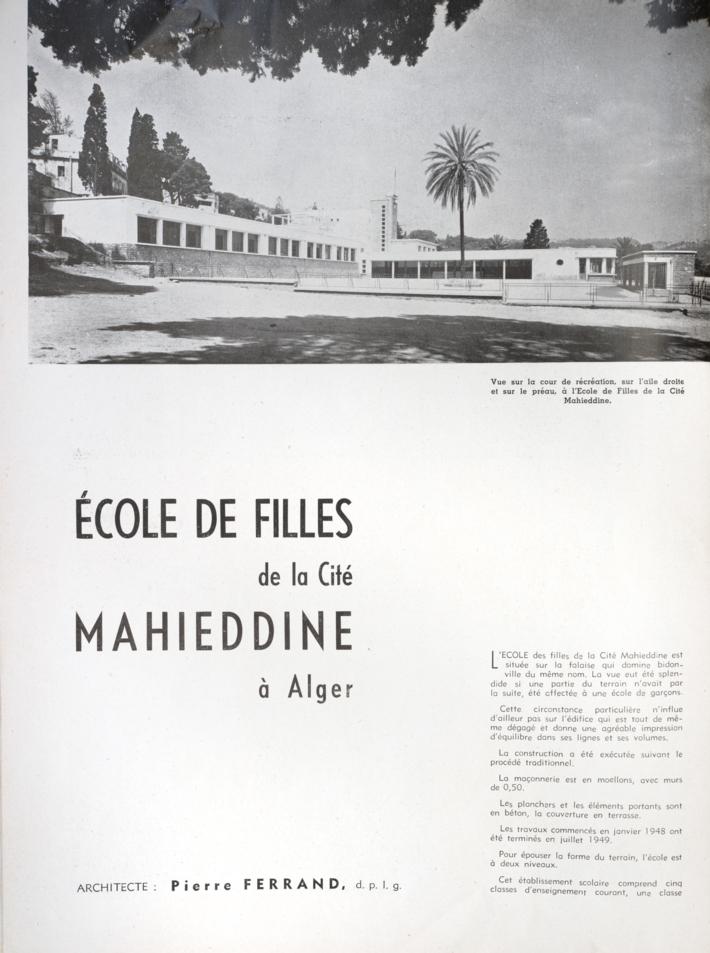 Vue sur la cour de récréation, sur l'aile droite
et sur le préau, à l'Ecole de Filles de la Cité
Mahieddine.
ÉCOLE DE FILLES
de la Cité
MAHIEDDINE
à Alger
L'ECOLE des filles de la Cité Mahieddine est
située sur la falaise qui domine bidon-
ville du même nom. La vue eut été splen-
dide si une partie du terrain n'avait par
la suite, été affectée à une école de garçons.
Cette circonstance particulière n'influe
d'ailleur pas sur l'édifice qui est tout de mê-
me dégagé et donne une agréable impression
d'équilibre dans ses lignes et ses volumes.
La construction a été exécutée suivant le
procédé traditionnel.
La maçonnerie est en moellons, avec murs
de 0,50.
Les planchers et les éléments portants sont
en béton, la couverture en terrasse.
Les travaux commencés en janvier 1948 ont
été terminés en juillet 1949.
Pour épouser la forme du terrain, l'école est
à deux niveaux.
Cet établissement scolaire comprend cinq
classes d'enseignement courant, une classe
ARCHITECTE : Pierre FERRAND, d. p. l. g.